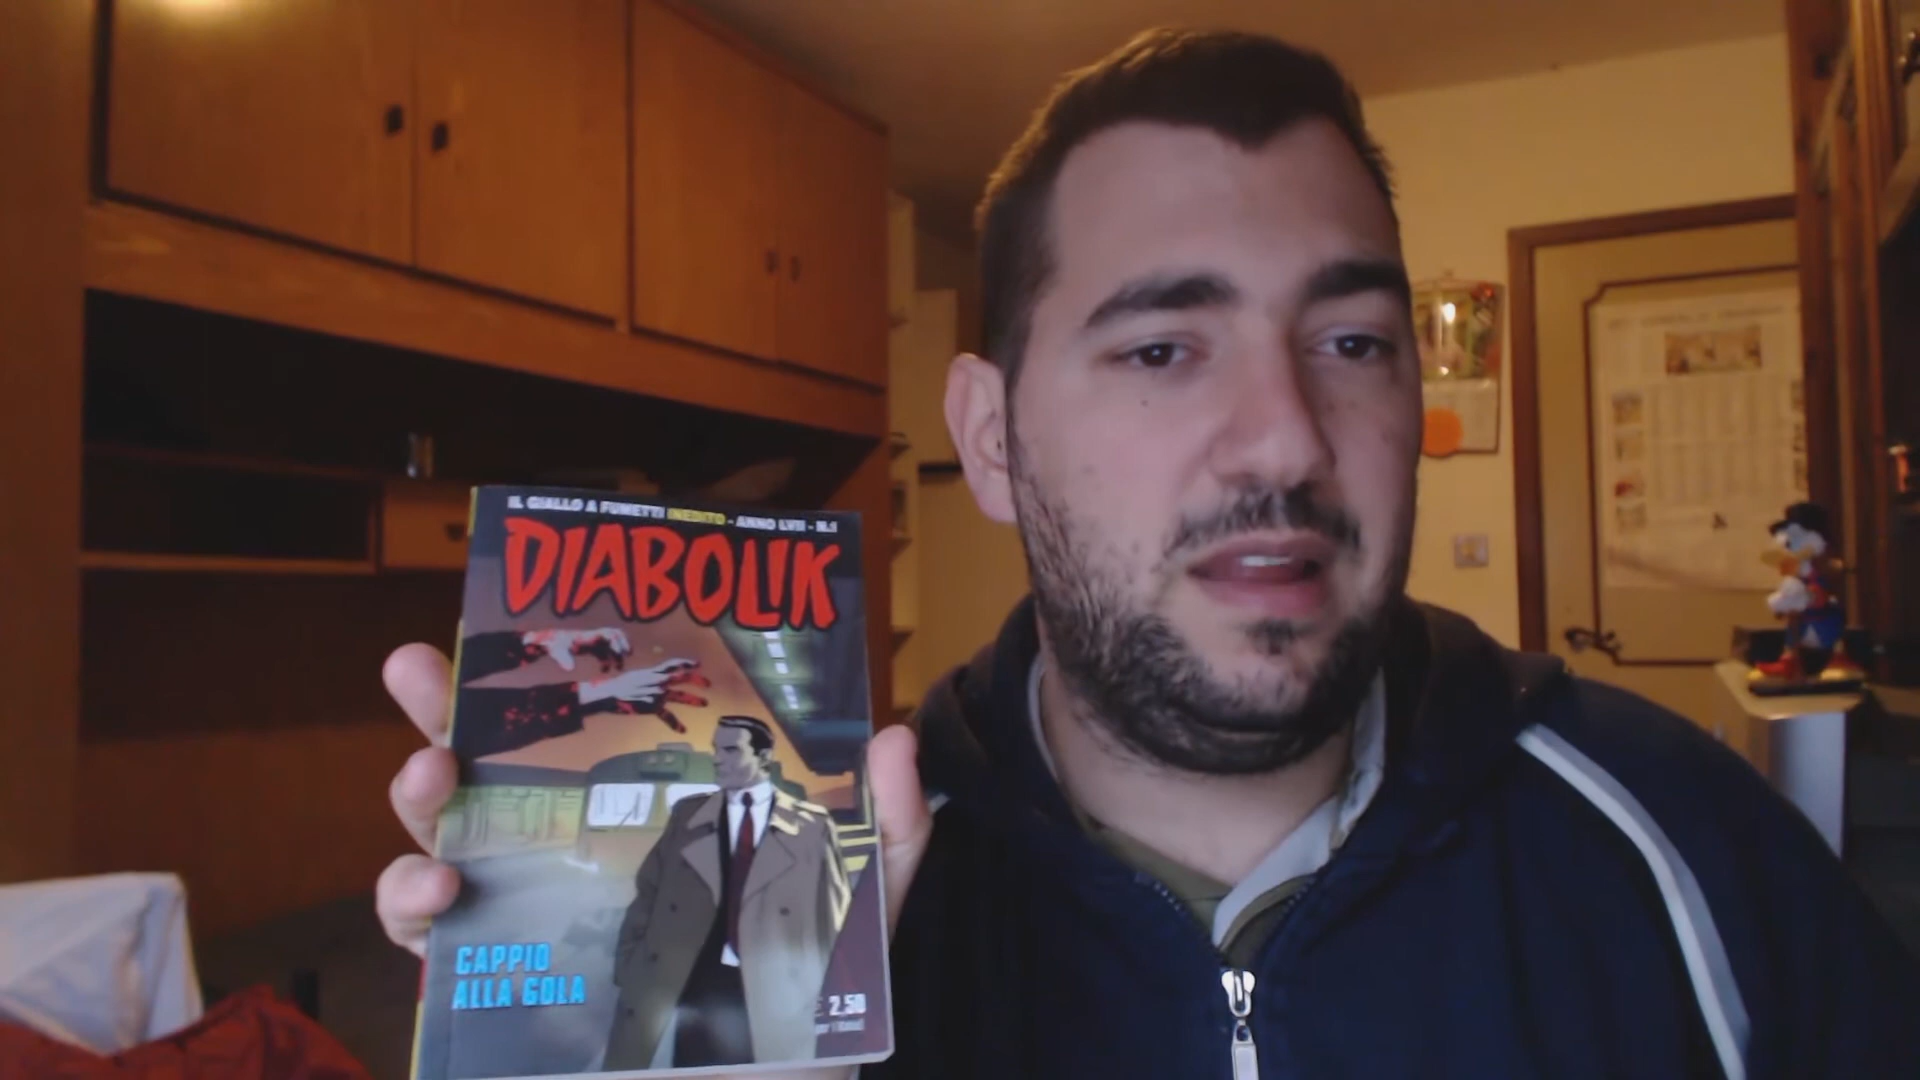 IL GIALLO A FUMETTI INEDITO - ANNO LVII - N.1
DIABOLIK
CAPPIO
ALLA GOLA
2.50